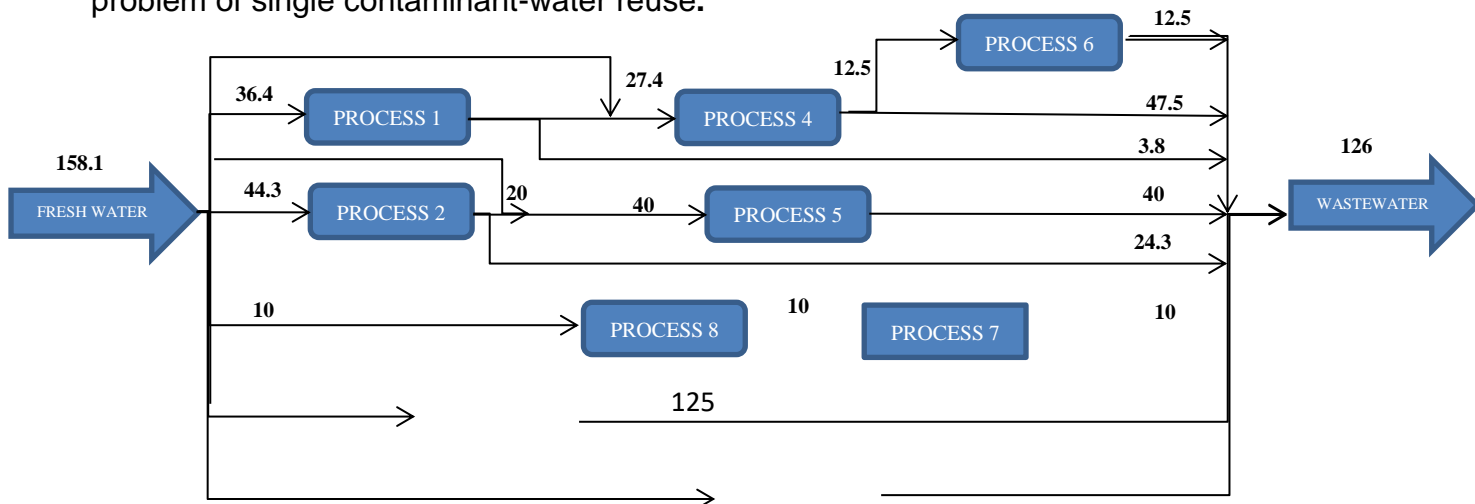 problem of single contaminant-water reuse.
12.5
PROCESS 6
12.5
27.4
36.4
47.5
PROCESS 1
PROCESS 4
3.8
158.1
126
44.3
20
40
40
FRESH WATER
PROCESS 2
PROCESS 5
WASTEWATER
24.3
10
10
10
PROCESS 8
PROCESS 7
125